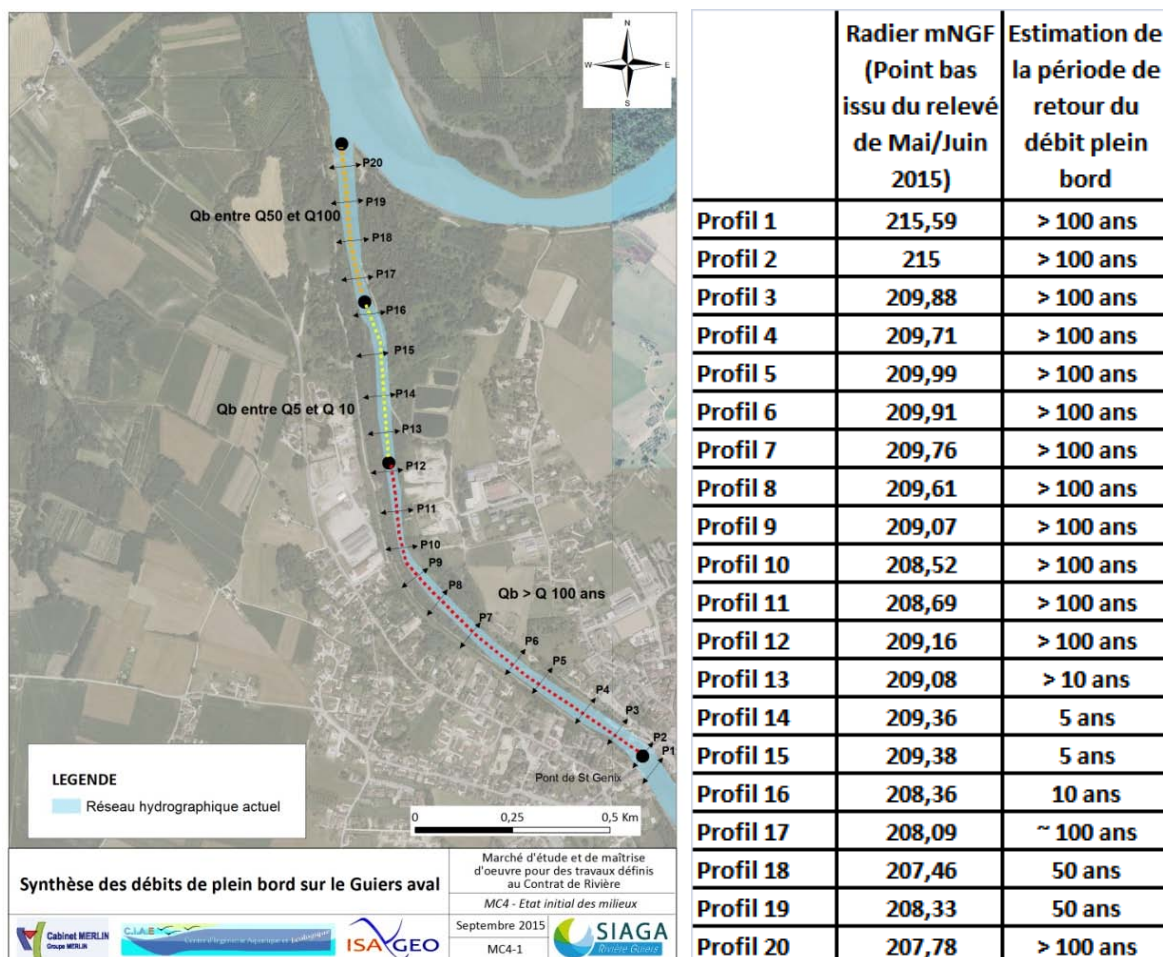 N
W E
S
P20
P19
Qb entre Q50 et Q100
P18
P17
P16
P15
P14
Qb entre Q5 et Q 10
P13
P12
P11
P10
P9
P8
Qb > Q 100 ans
P7
P6
P5
P4
P3
P2
P1
Pont de St Genix
LEGENDE
Réseau hydrographique actuel
0 0,25 0,5 Km
Synthèse des débits de plein bord sur le Guiers aval
Marché d'étude et de maîtrise
d'oeuvre pour des travaux définis
au Contrat de Rivière
MC4 - Etat initial des milieux
Septembre 2015
MC4-1
Cabinet MERLIN
Groupe MERLIN
C.I.A.E
Centre d'Ingénierie Aquatique et Ecologique
ISA GEO
SIAGA
Rivière Guiers
Radier mNGF
(Point bas
issu du relevé
de Mai/Juin
2015)
Estimation de
la période de
retour du
débit plein
bord
Profil 1 215,59 > 100 ans
Profil 2 215 > 100 ans
Profil 3 209,88 > 100 ans
Profil 4 209,71 > 100 ans
Profil 5 209,99 > 100 ans
Profil 6 209,91 > 100 ans
Profil 7 209,76 > 100 ans
Profil 8 209,61 > 100 ans
Profil 9 209,07 > 100 ans
Profil 10 208,52 > 100 ans
Profil 11 208,69 > 100 ans
Profil 12 209,16 > 100 ans
Profil 13 209,08 > 10 ans
Profil 14 209,36 5 ans
Profil 15 209,38 5 ans
Profil 16 208,36 10 ans
Profil 17 208,09 ~ 100 ans
Profil 18 207,46 50 ans
Profil 19 208,33 50 ans
Profil 20 207,78 > 100 ans